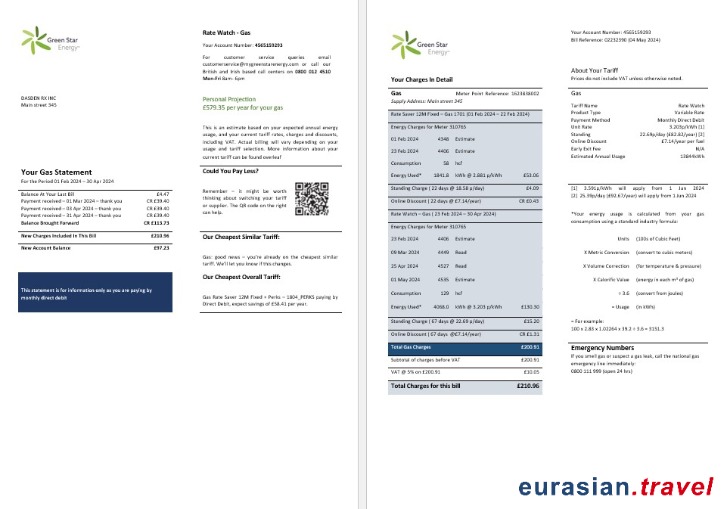 Green Star
Energy
BASDEN RX INC
Main street 345
Your Gas Statement
For the Period 01 Feb 2024 – 30 Apr 2024
Balance At Your Last Bill £4.47
Payment received – 01 Mar 2024 – thank you CR £39.40
Payment received – 03 Apr 2024 – thank you CR £39.40
Payment received – 31 Apr 2024 – thank you CR £39.40
Balance Brought Forward CR £113.73
New Charges Included in This Bill £210.96
New Account Balance £97.23
This statement is for information only as you are paying by
monthly direct debit
Rate Watch - Gas
Your Account Number: 4565159293
For customer service queries email
customerservice@mygreenstarenergy.com or call our
British and Irish based call centers on 0800 012 4510
Mon-Fri 8am- 6pm
Personal Projection
£579.35 per year for your gas
This is an estimate based on your expected annual energy
usage, and your current tariff rates, charges and discounts,
including VAT. Actual billing will vary depending on your
usage and tariff selection. More information about your
current tariff can be found overleaf
Could You Pay Less?
Remember – it might be worth
thinking about switching your tariff
or supplier. The QR code on the right
can help.
Our Cheapest Similar Tariff:
Gas: good news – you're already on the cheapest similar
tariff. We'll let you know if this changes.
Our Cheapest Overall Tariff:
Gas Rate Saver 12M Fixed + Perks – 1804_PERKS paying by
Direct Debit, expect savings of £58.41 per year.
Green Star
Energy
Your Charges in Detail
Gas Meter Point Reference 1623838002
Supply Address: Main street 345
Rate Saver 12M Fixed – Gas 1701 (01 Feb 2024 – 22 Feb 2024)
Energy Charges for Meter 310765
01 Feb 2024 4348 Estimate
23 Feb 2024 4406 Estimate
Consumption 58 hcf
Energy Used* 1841.8 kWh @ 2.881 p/kWh £53.06
Standing Charge ( 22 days @ 18.58 p/day) £4.09
Online Discount ( 22 days @ £7.14/year) CR £0.43
Rate Watch – Gas ( 23 Feb 2024 – 30 Apr 2024)
Energy Charges for Meter 310765
23 Feb 2024 4406 Estimate
09 Mar 2024 4449 Read
25 Apr 2024 4527 Read
01 May 2024 4535 Estimate
Consumption 129 hcf
Energy Used* 4068.0 kWh @ 3.203 p/kWh £130.30
Standing Charge ( 67 days @ 22.69 p/day) £15.20
Online Discount ( 67 days @£7.14/year) CR £1.31
Total Gas Charges £200.91
Subtotal of charges before VAT £200.91
VAT @ 5% on £200.91 £10.05
Total Charges for this bill £210.96
Your Account Number: 4565159293
Bill Reference: 02232398 (04 May 2024)
About Your Tariff
Prices do not include VAT unless otherwise noted.
Gas
Tariff Name Rate Watch
Product Type Variable Rate
Payment Method Monthly Direct Debit
Unit Rate 3.203p/kWh [1]
Standing 22.69p/day (£82.82/year) [2]
Online Discount £7.14/year per fuel
Early Exit Fee N/A
Estimated Annual Usage 13849kWh
[1] 3.591p/kWh will apply from 1 Jun 2024
[2] 25.39p/day (£92.67/year) will apply from 1 Jun 2024
*Your energy usage is calculated from your gas
consumption using a standard industry formula:
Units (100s of Cubic Feet)
X Metric Conversion (convert to cubic meters)
X Volume Correction (for temperature & pressure)
X Calorific Value (energy in each m³ of gas)
÷ 3.6 (convert from joules)
= Usage (in kWh)
– For example:
100 x 2.83 x 1.02264 x 39.2 ÷ 3.6 = 3151.3
Emergency Numbers
If you smell gas or suspect a gas leak, call the national gas
emergency line immediately:
0800 111 999 (open 24 hrs)
eurasian.travel